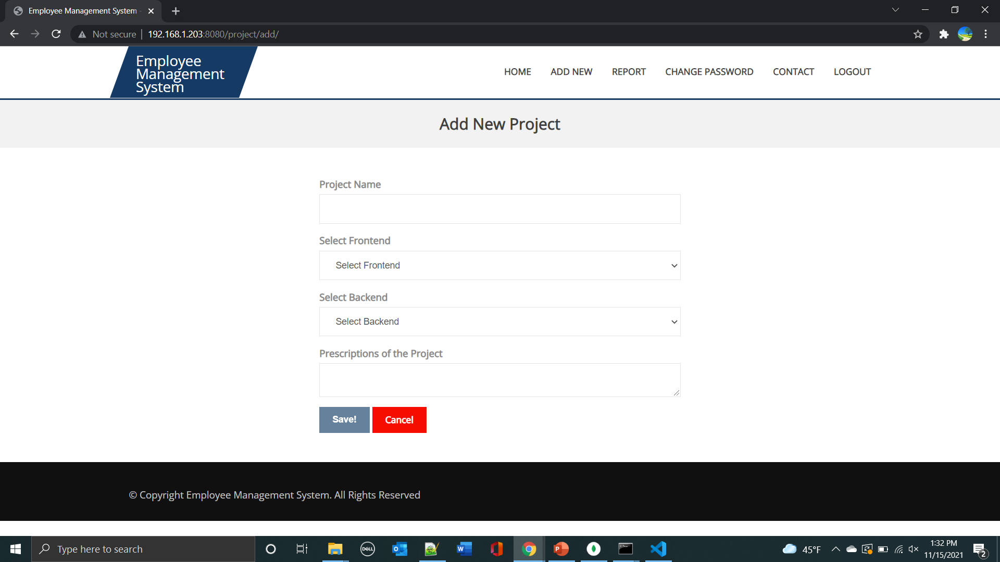 Employee Management System -
Not secure | 192.168.1.203:8080/project/add/
Employee
Management
System
HOME ADD NEW REPORT CHANGE PASSWORD CONTACT LOGOUT
Add New Project
Project Name
Select Frontend
Select Frontend
Select Backend
Select Backend
Prescriptions of the Project
Save! Cancel
© Copyright Employee Management System. All Rights Reserved
Type here to search
DELL
45°F
1:32 PM
11/15/2021
2